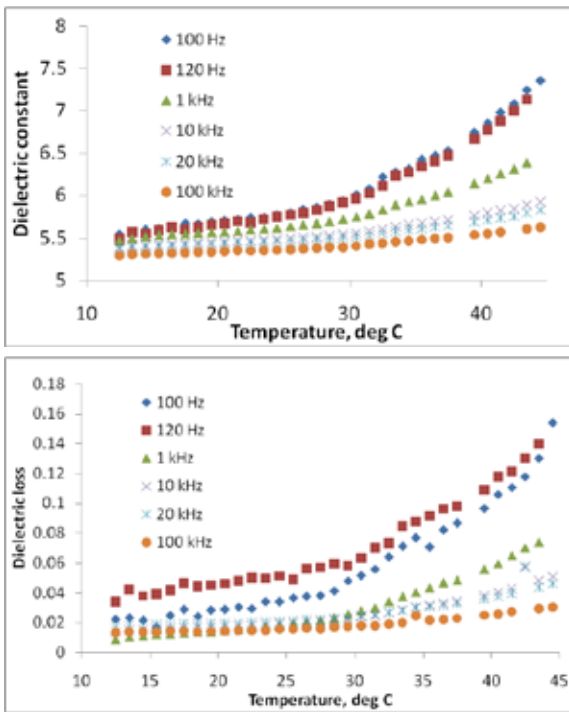 8
7.5
7
6.5
6
5.5
5
Dielectric constant
100 Hz
120 Hz
1 kHz
10 kHz
20 kHz
100 kHz
10 20 30 40
Temperature, deg C
0.18
0.16
0.14
0.12
0.1
0.08
0.06
0.04
0.02
0
Dielectric loss
100 Hz
120 Hz
1 kHz
10 kHz
20 kHz
100 kHz
10 15 20 25 30 35 40 45
Temperature, deg C